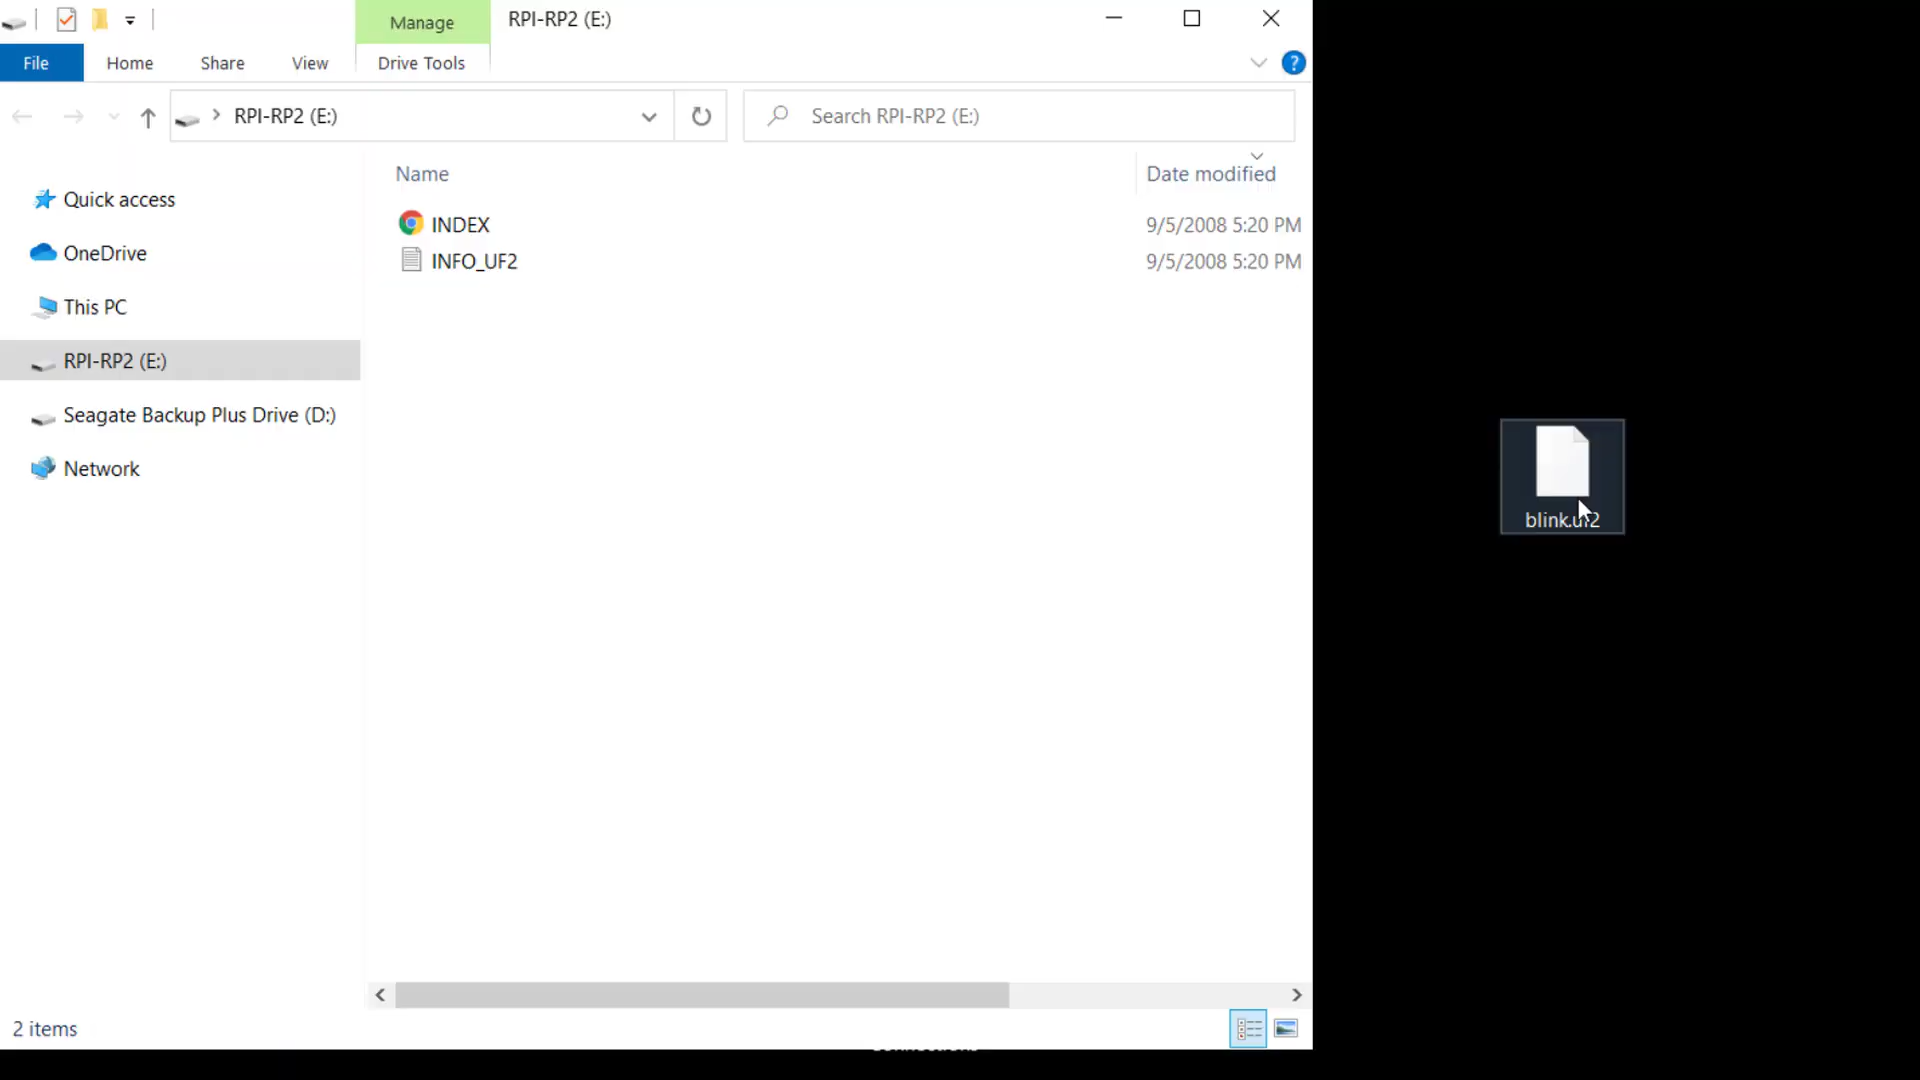 Manage
RPI-RP2 (E:)
File
Home
Share
View
Drive Tools
?
RPI-RP2 (E:)
Search RPI-RP2 (E:)
Name
Date modified
Quick access
OneDrive
This PC
RPI-RP2 (E:)
Seagate Backup Plus Drive (D:)
Network
INDEX
9/5/2008 5:20 PM
INFO_UF2
9/5/2008 5:20 PM
blink.uf2
2 items